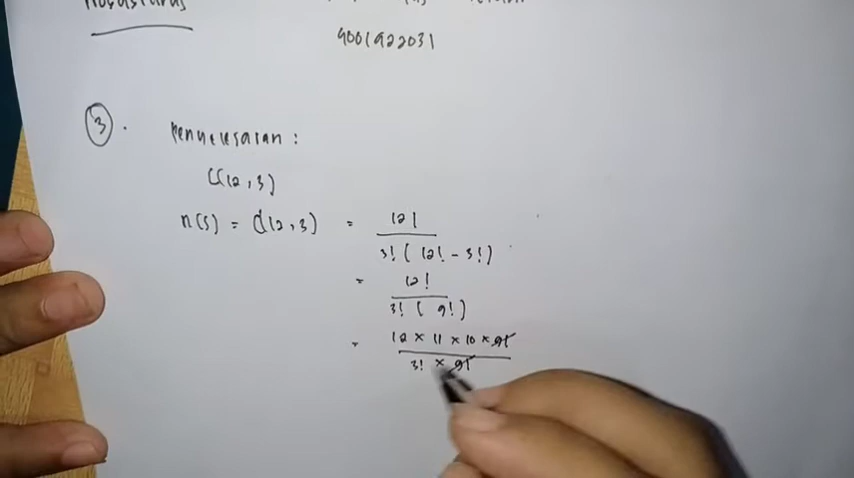 9001922031
3.
Penyelesaian :
C(12,3)
n(S) = C(12,3) = 12!
3! ( 12! - 3! )
= 12!
3! ( 9! )
= 12 × 11 × 10 × 9!
3! × 9!